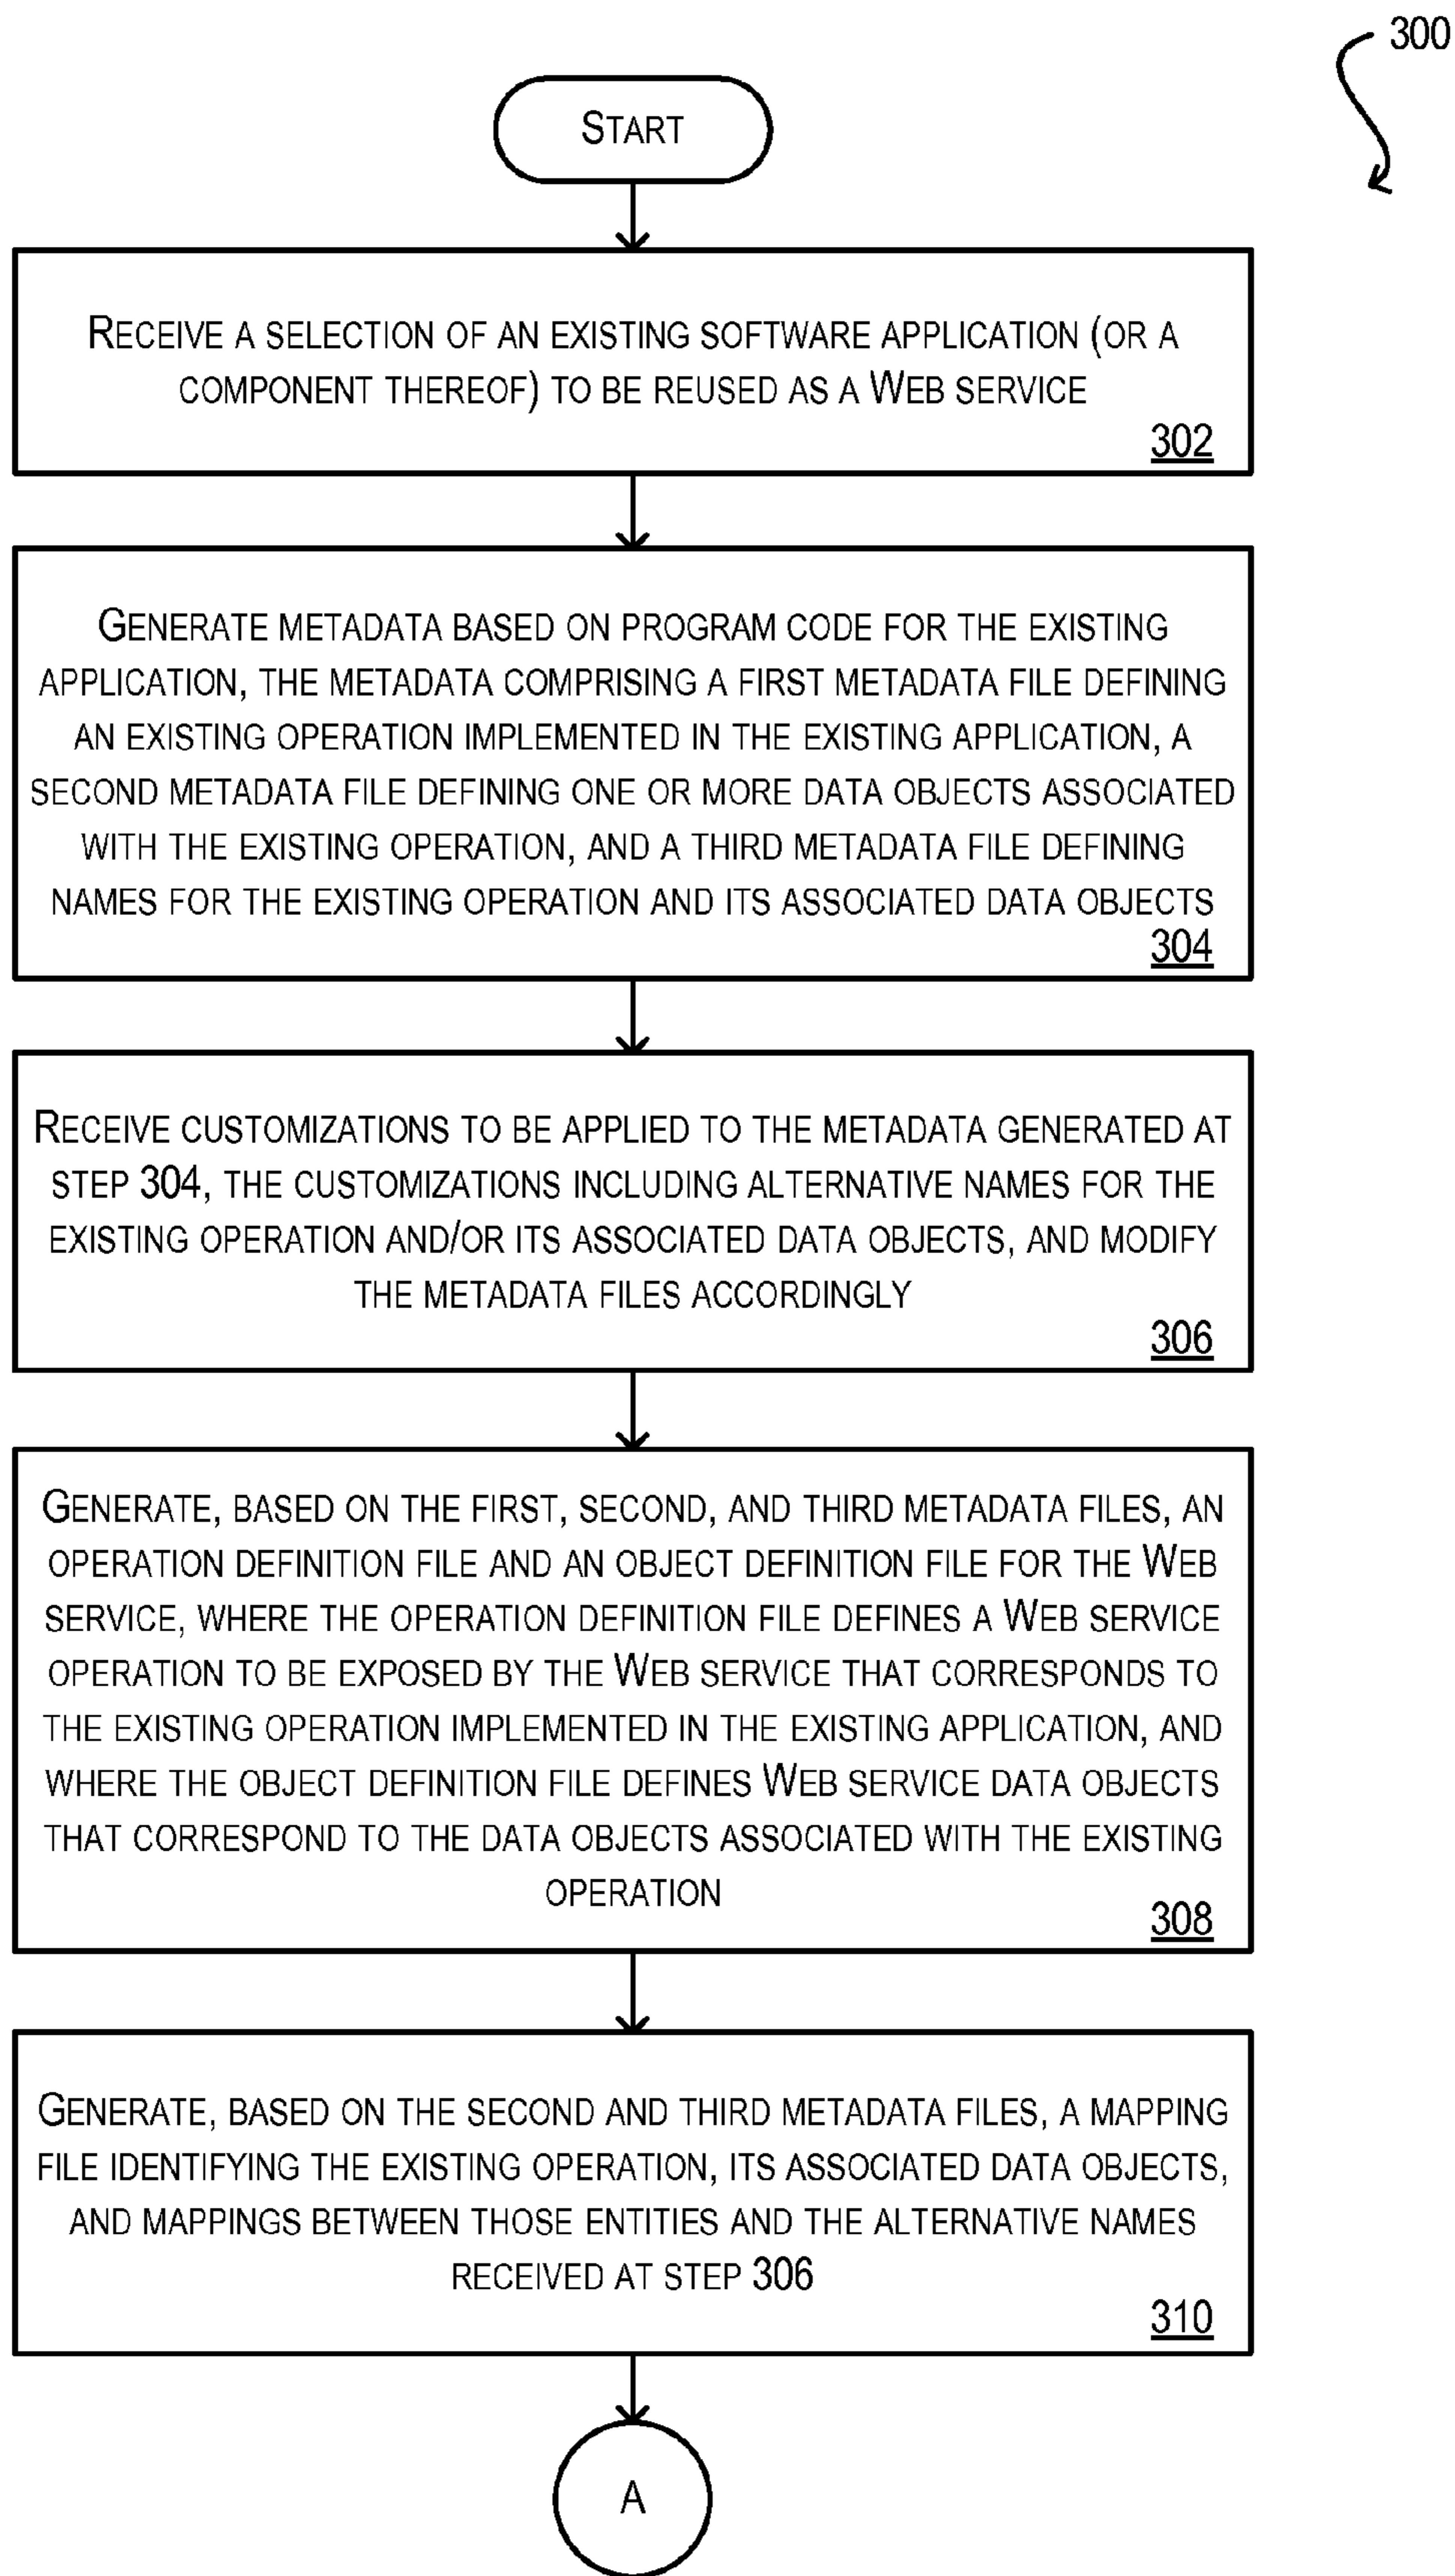 300
START
RECEIVE A SELECTION OF AN EXISTING SOFTWARE APPLICATION (OR A
COMPONENT THEREOF) TO BE REUSED AS A WEB SERVICE
302
GENERATE METADATA BASED ON PROGRAM CODE FOR THE EXISTING
APPLICATION, THE METADATA COMPRISING A FIRST METADATA FILE DEFINING
AN EXISTING OPERATION IMPLEMENTED IN THE EXISTING APPLICATION, A
SECOND METADATA FILE DEFINING ONE OR MORE DATA OBJECTS ASSOCIATED
WITH THE EXISTING OPERATION, AND A THIRD METADATA FILE DEFINING
NAMES FOR THE EXISTING OPERATION AND ITS ASSOCIATED DATA OBJECTS
304
RECEIVE CUSTOMIZATIONS TO BE APPLIED TO THE METADATA GENERATED AT
STEP 304, THE CUSTOMIZATIONS INCLUDING ALTERNATIVE NAMES FOR THE
EXISTING OPERATION AND/OR ITS ASSOCIATED DATA OBJECTS, AND MODIFY
THE METADATA FILES ACCORDINGLY
306
GENERATE, BASED ON THE FIRST, SECOND, AND THIRD METADATA FILES, AN
OPERATION DEFINITION FILE AND AN OBJECT DEFINITION FILE FOR THE WEB
SERVICE, WHERE THE OPERATION DEFINITION FILE DEFINES A WEB SERVICE
OPERATION TO BE EXPOSED BY THE WEB SERVICE THAT CORRESPONDS TO
THE EXISTING OPERATION IMPLEMENTED IN THE EXISTING APPLICATION, AND
WHERE THE OBJECT DEFINITION FILE DEFINES WEB SERVICE DATA OBJECTS
THAT CORRESPOND TO THE DATA OBJECTS ASSOCIATED WITH THE EXISTING
OPERATION
308
GENERATE, BASED ON THE SECOND AND THIRD METADATA FILES, A MAPPING
FILE IDENTIFYING THE EXISTING OPERATION, ITS ASSOCIATED DATA OBJECTS,
AND MAPPINGS BETWEEN THOSE ENTITIES AND THE ALTERNATIVE NAMES
RECEIVED AT STEP 306
310
A